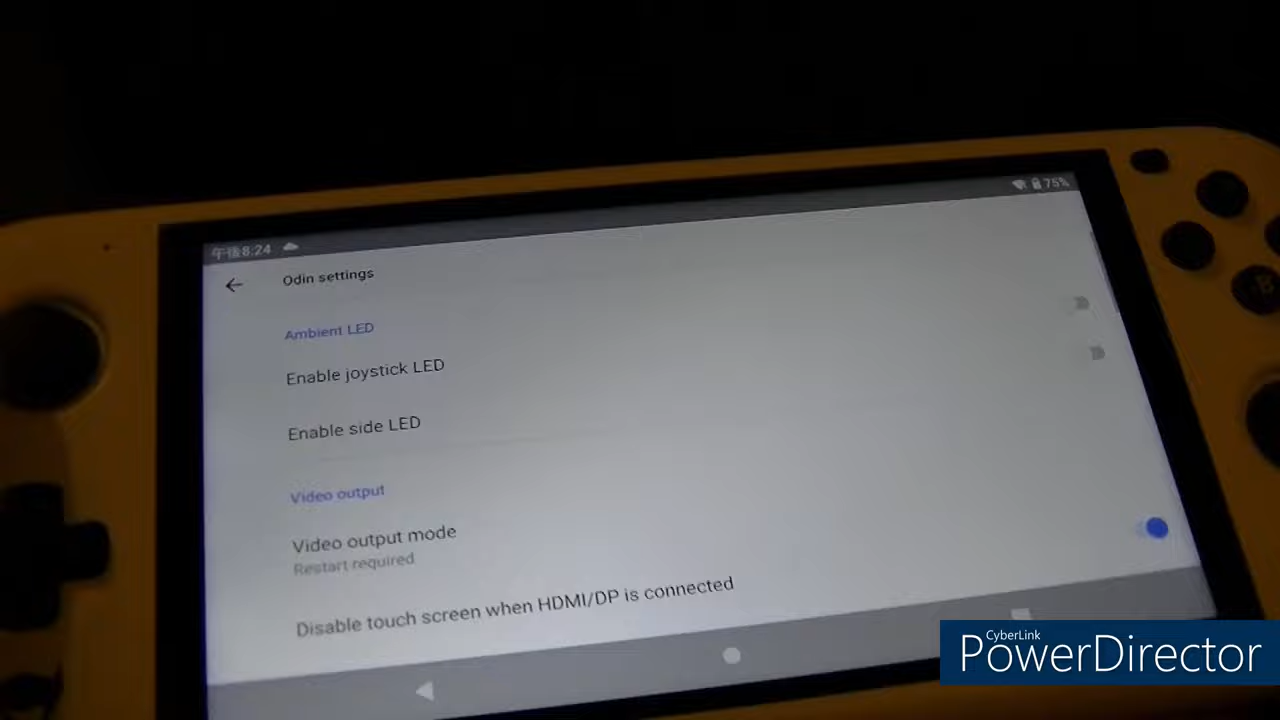 午後8:24
75%
Odin settings
Ambient LED
Enable joystick LED
Enable side LED
Video output
Video output mode
Restart required
Disable touch screen when HDMI/DP is connected
B
CyberLink
PowerDirector